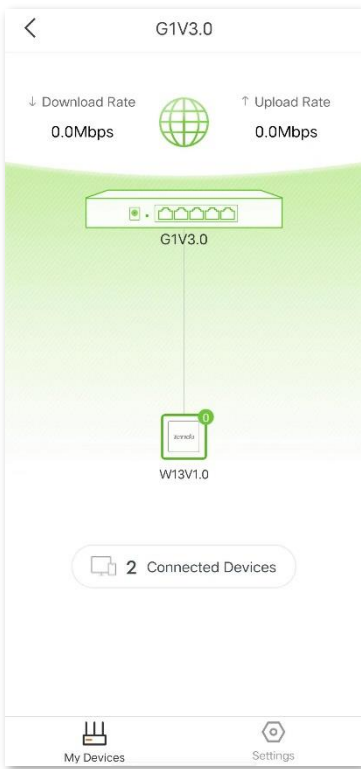 G1V3.0
↓ Download Rate
↑ Upload Rate
0.0Mbps
0.0Mbps
G1V3.0
0
Tenda
W13V1.0
2 Connected Devices
My Devices
Settings